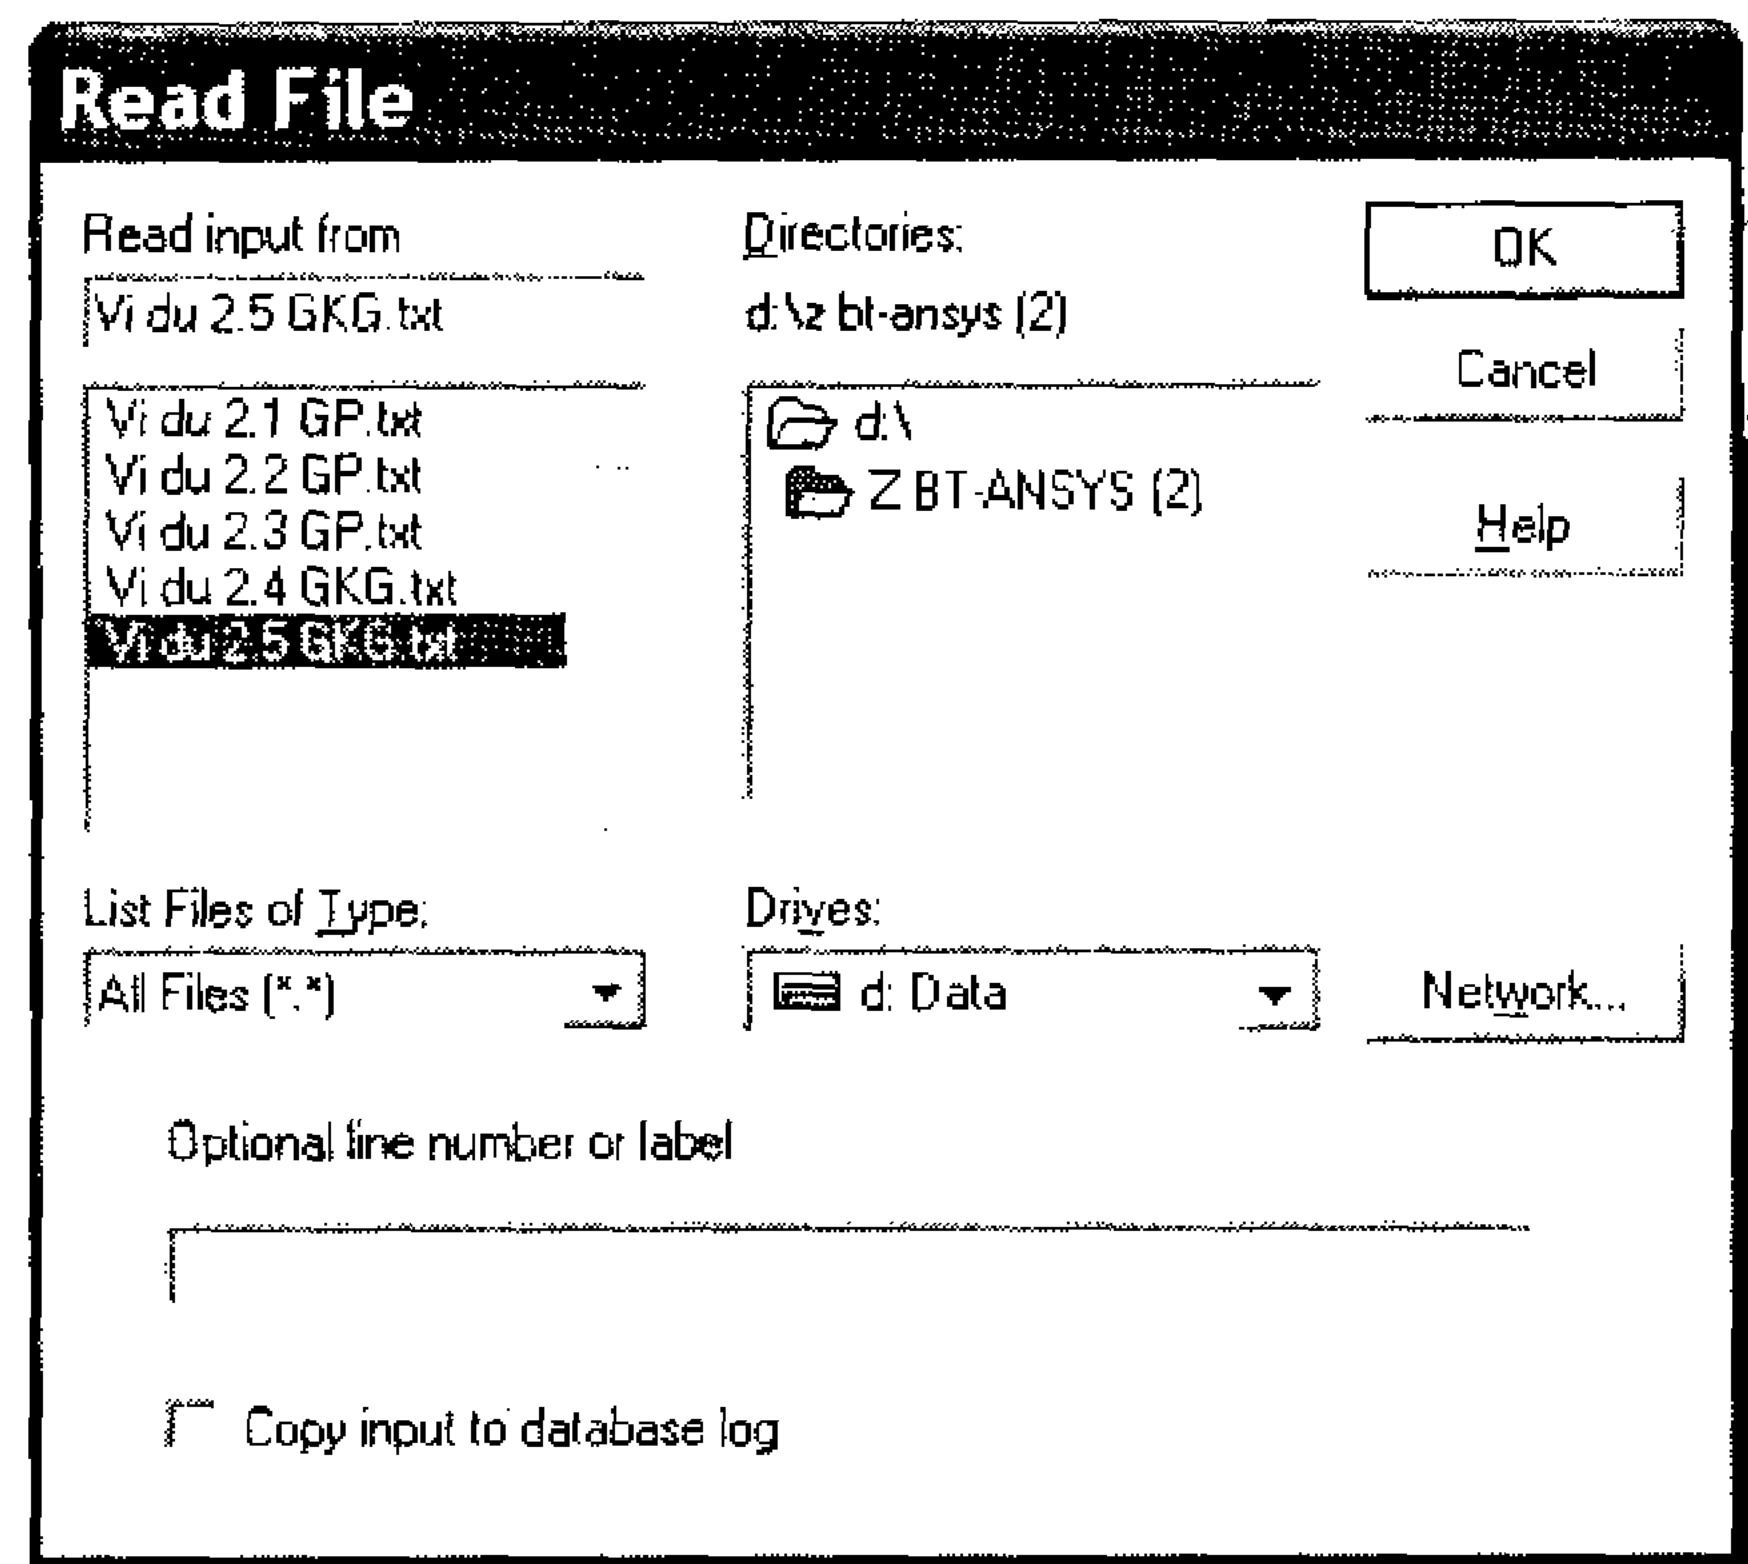 Read File
Read input from
Vi du 2.5 GKG.txt
Vi du 2.1 GP.txt
Vi du 2.2 GP.txt
Vi du 2.3 GP.txt
Vi du 2.4 GKG.txt
Vi du 2.5 GKG.txt
Directories:
d:\z bt-ansys (2)
d:\
Z BT-ANSYS (2)
OK
Cancel
Help
List Files of Type:
All Files (*.*)
Drives:
d: Data
Network...
Optional line number or label
Copy input to database log